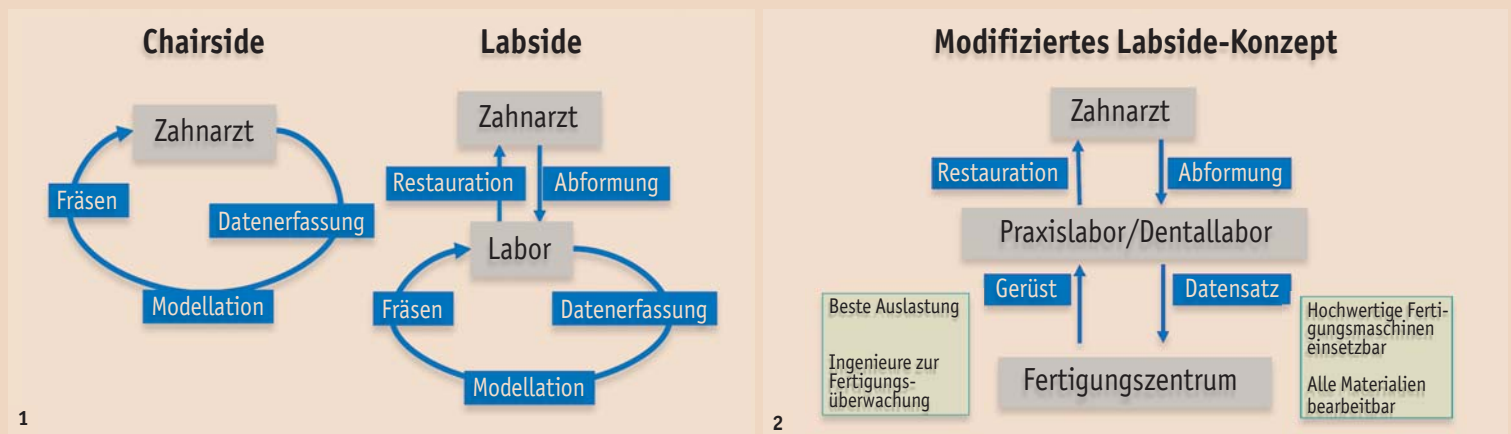 Chairside
Zahnarzt
Fräsen
Datenerfassung
Modellation
Labside
Zahnarzt
Restauration
Abformung
Labor
Fräsen
Datenerfassung
Modellation
1
Modifiziertes Labside-Konzept
Zahnarzt
Restauration
Abformung
Praxislabor/Dentallabor
Gerüst
Datensatz
Beste Auslastung
Ingenieure zur
Fertigungs-
überwachung
Fertigungszentrum
Hochwertige Ferti-
gungsmaschinen
einsetzbar
Alle Materialien
bearbeitbar
2